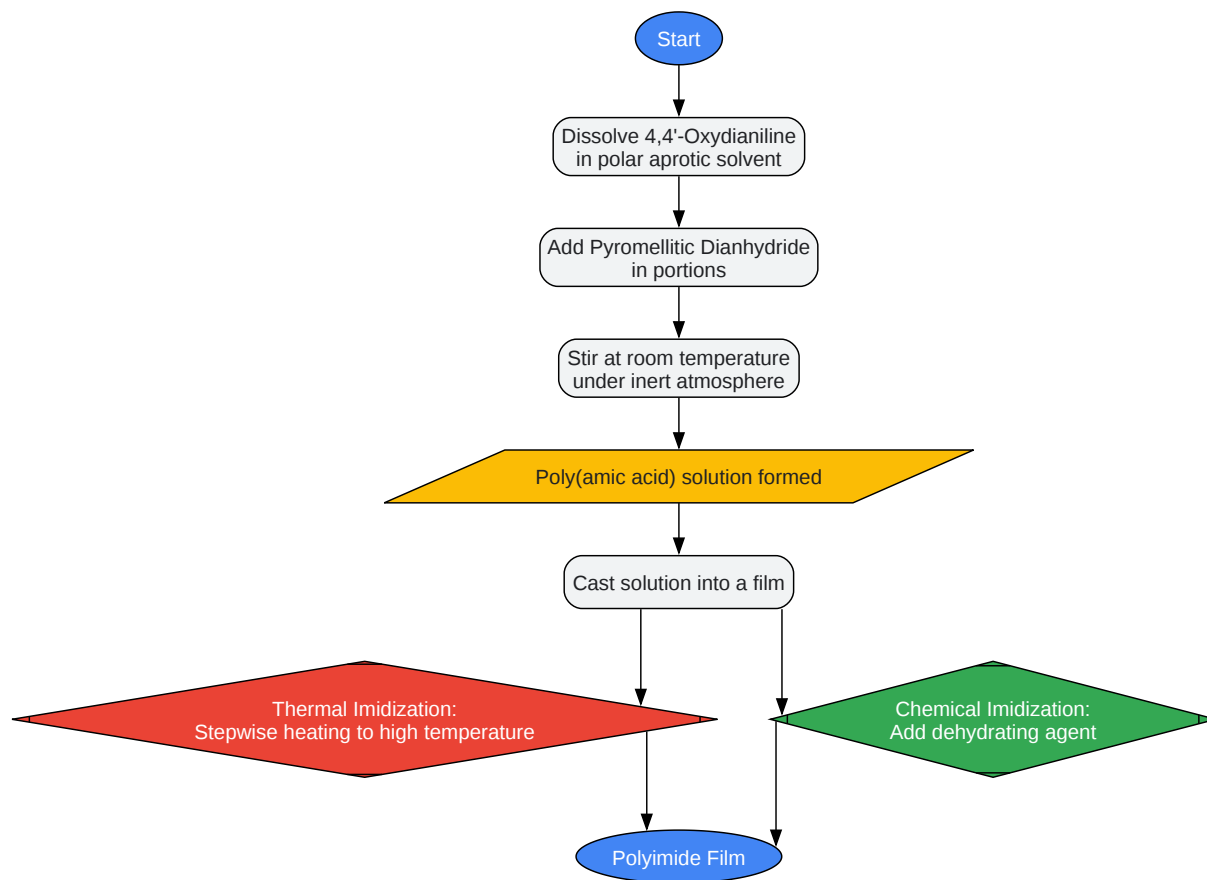 Start
Dissolve 4,4'-Oxydianiline
in polar aprotic solvent
Add Pyromellitic Dianhydride
in portions
Stir at room temperature
under inert atmosphere
Poly(amic acid) solution formed
Cast solution into a film
Thermal Imidization:
Stepwise heating to high temperature
Chemical Imidization:
Add dehydrating agent
Polyimide Film